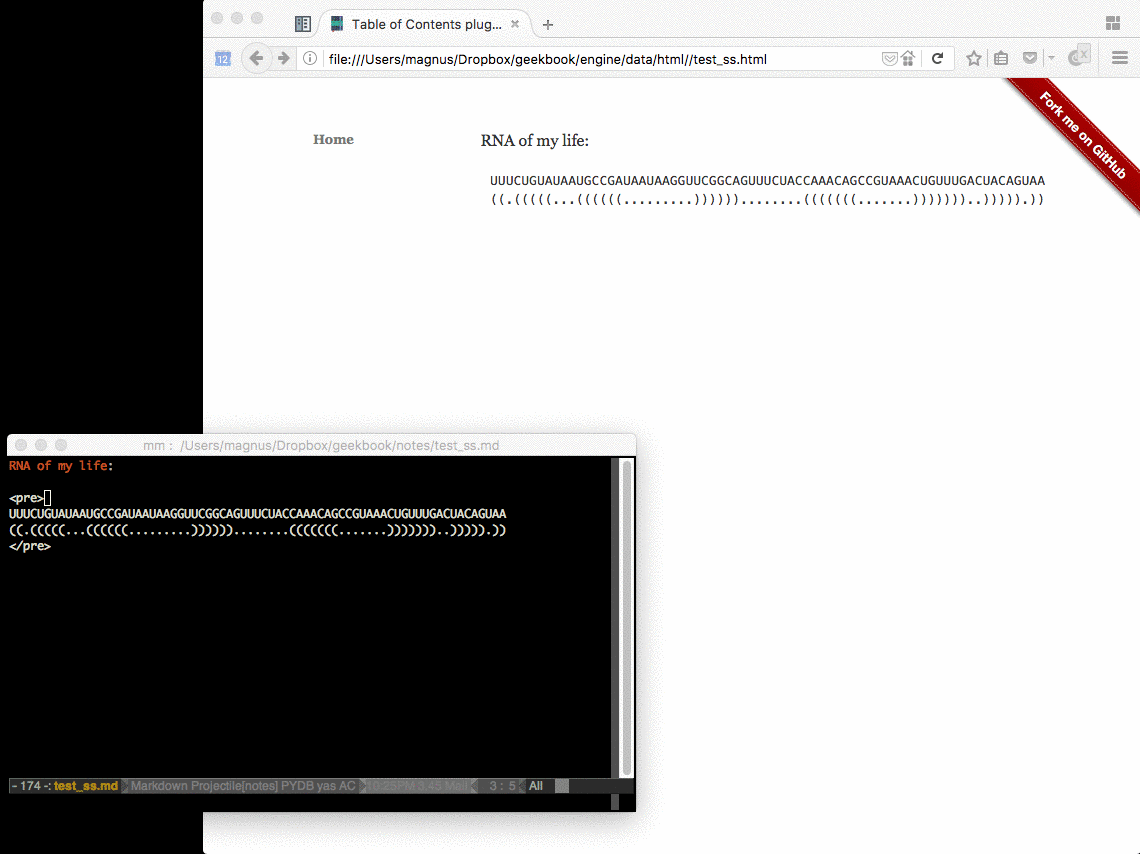 Table of Contents plug...
12
file:///Users/magnus/Dropbox/geekbook/engine/data/html//test_ss.html
Fork me on GitHub
Home
RNA of my life:
UUUCUGUAUAAUGCCGAUAAUAAGGUUCGGCAGUUUCUACCAAACAGCCGUAAACUGUUUGACUACAGUAA
((.(((((...((((((.........))))))........(((((((.......)))))))..))))).))
mm : /Users/magnus/Dropbox/geekbook/notes/test_ss.md
RNA of my life:
<pre>
UUUCUGUAUAAUGCCGAUAAUAAGGUUCGGCAGUUUCUACCAAACAGCCGUAAACUGUUUGACUACAGUAA
((.(((((...((((((.........))))))........(((((((.......)))))))..))))).))
</pre>
- 174 -: test_ss.md Markdown Projectile[notes] PYDB yas AC 10:25PM 3.45 Mail 3 : 5 All